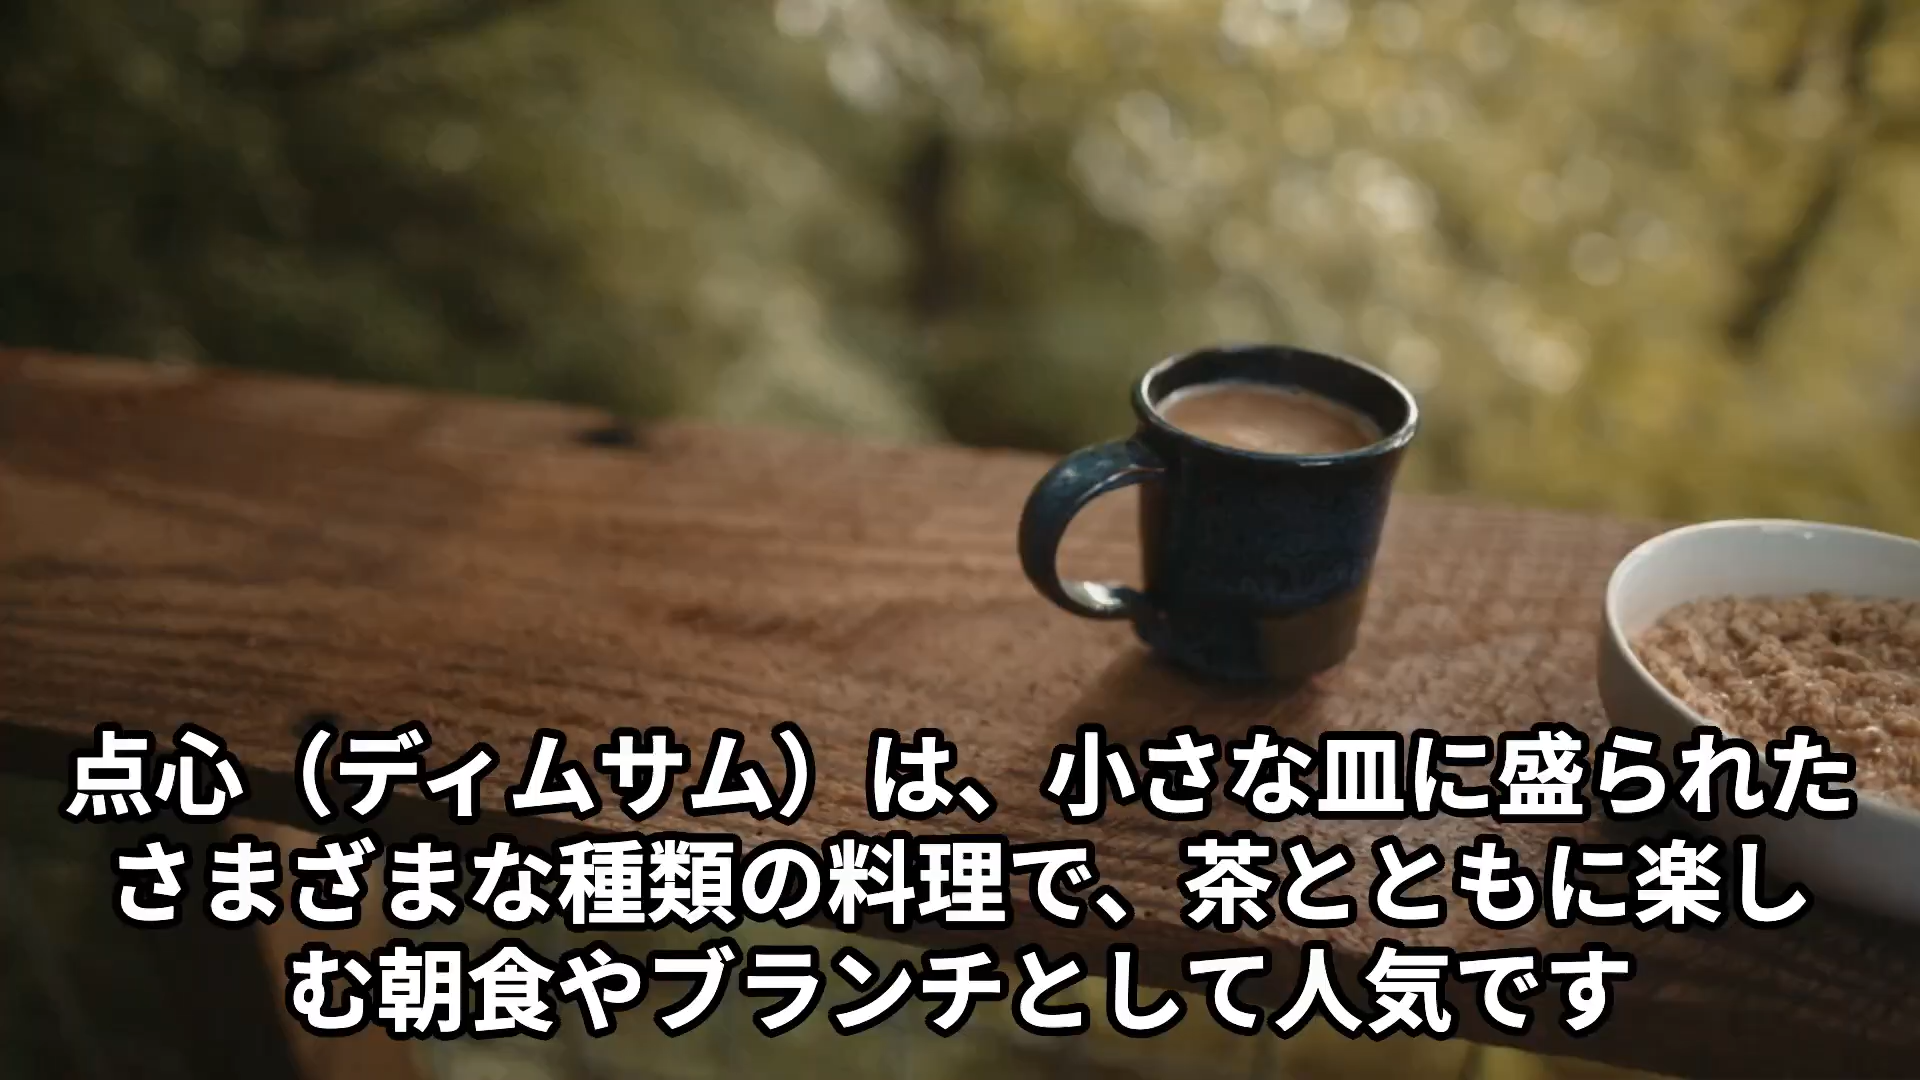 点心（ディムサム）は、小さな皿に盛られた
さまざまな種類の料理で、茶とともに楽し
む朝食やブランチとして人気です